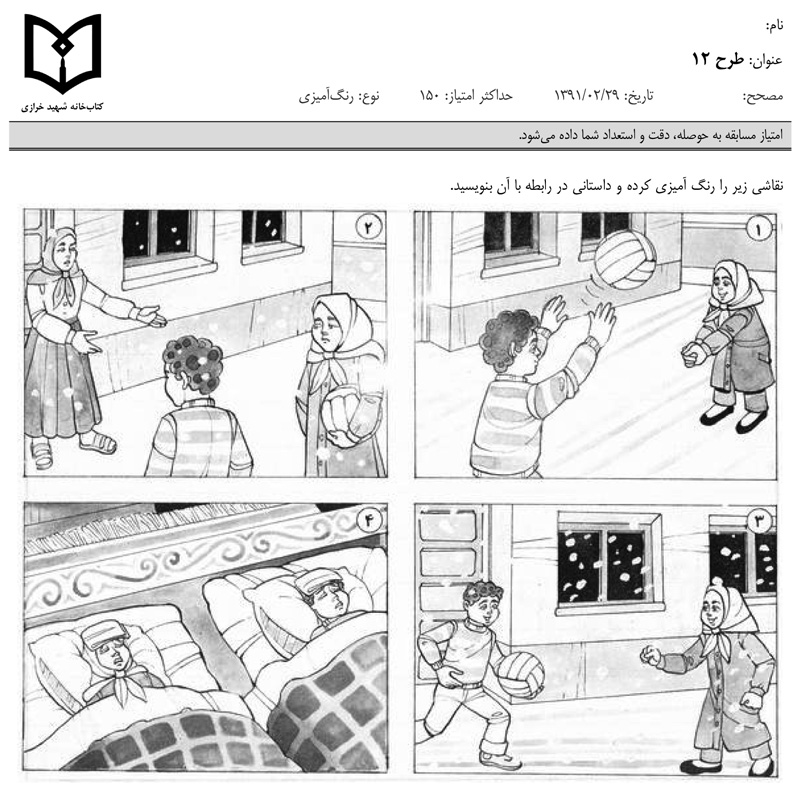 نام:
عنوان: طرح ۱۲
مصحح: تاریخ: ۱۳۹۱/۰۲/۲۹ حداکثر امتیاز: ۱۵۰ نوع: رنگ‌آمیزی
کتاب‌خانه شهید خرازی
امتیاز مسابقه به حوصله، دقت و استعداد شما داده می‌شود.
نقاشی زیر را رنگ آمیزی کرده و داستانی در رابطه با آن بنویسید.
۱
۲
۳
۴